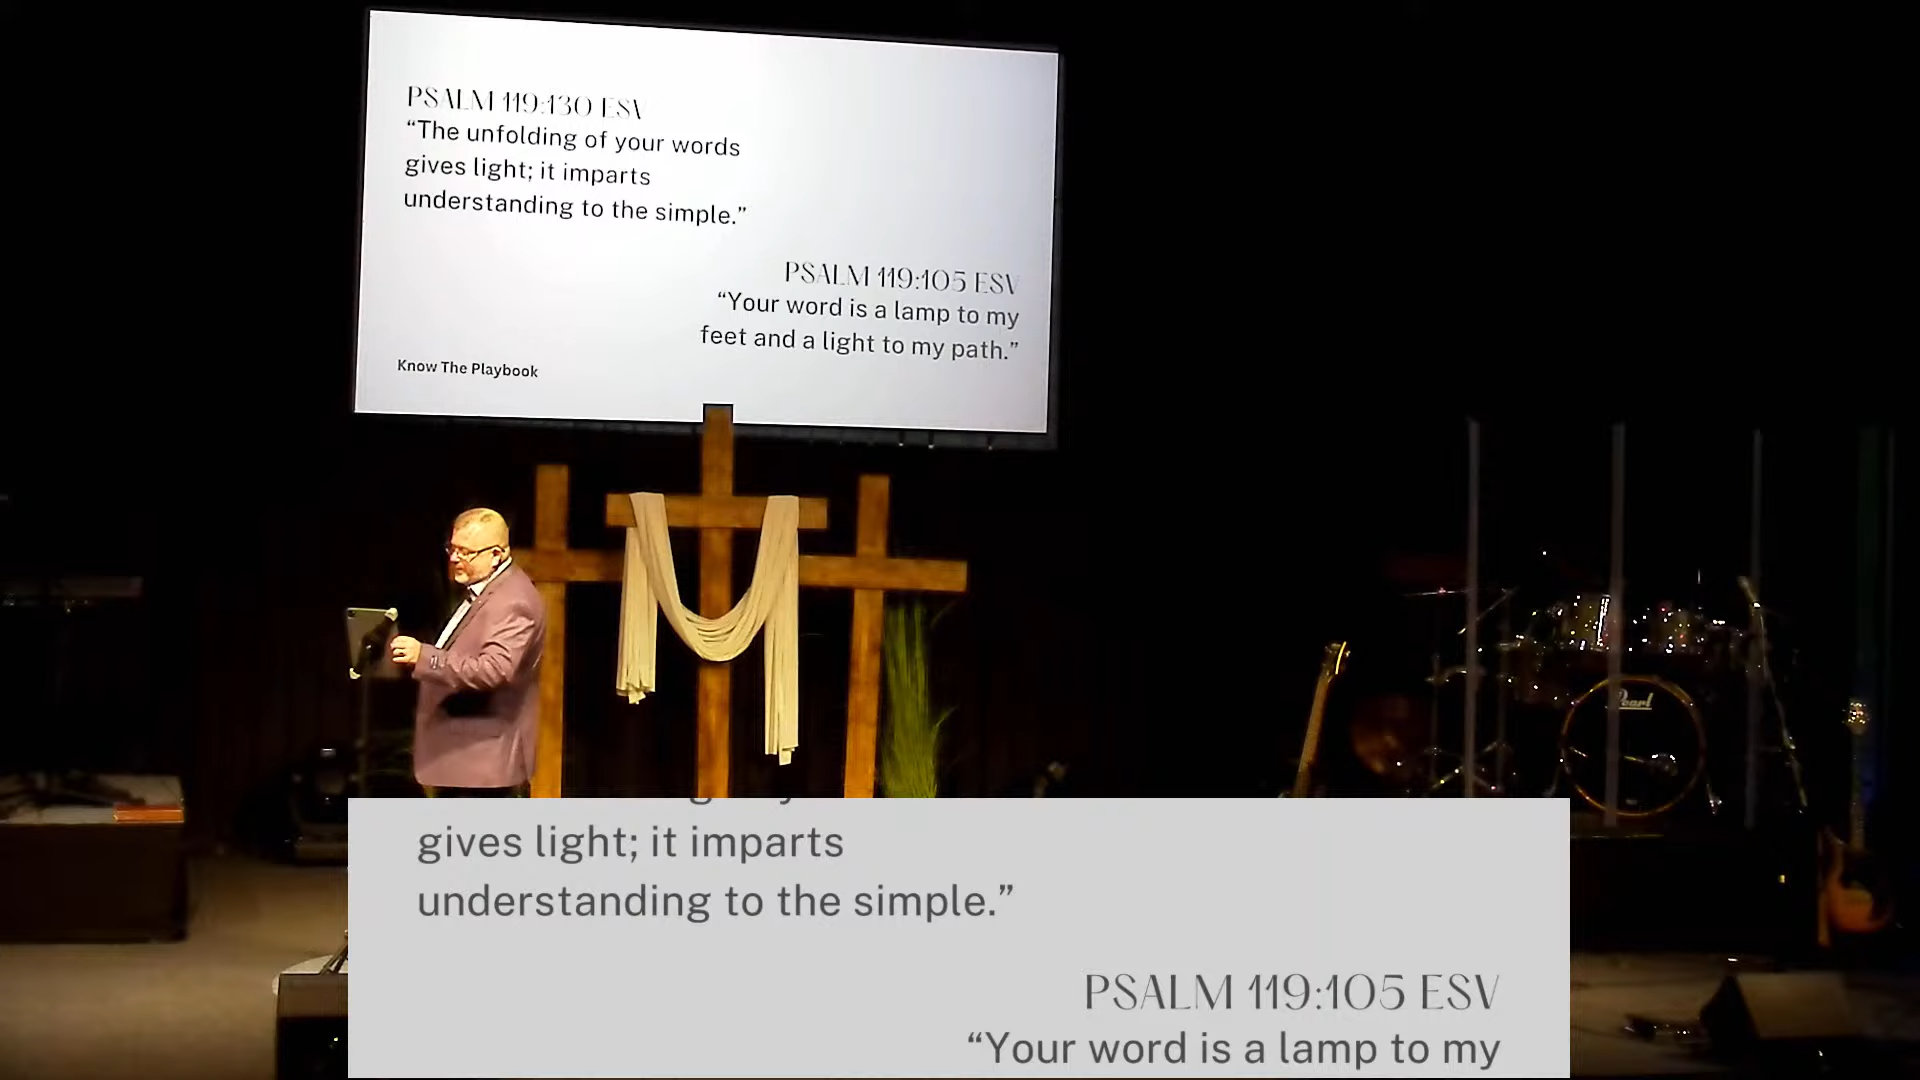 PSALM 119:130 ESV
“The unfolding of your words
gives light; it imparts
understanding to the simple.”
PSALM 119:105 ESV
“Your word is a lamp to my
feet and a light to my path.”
Know The Playbook
Pearl
gives light; it imparts
understanding to the simple.”
PSALM 119:105 ESV
“Your word is a lamp to my